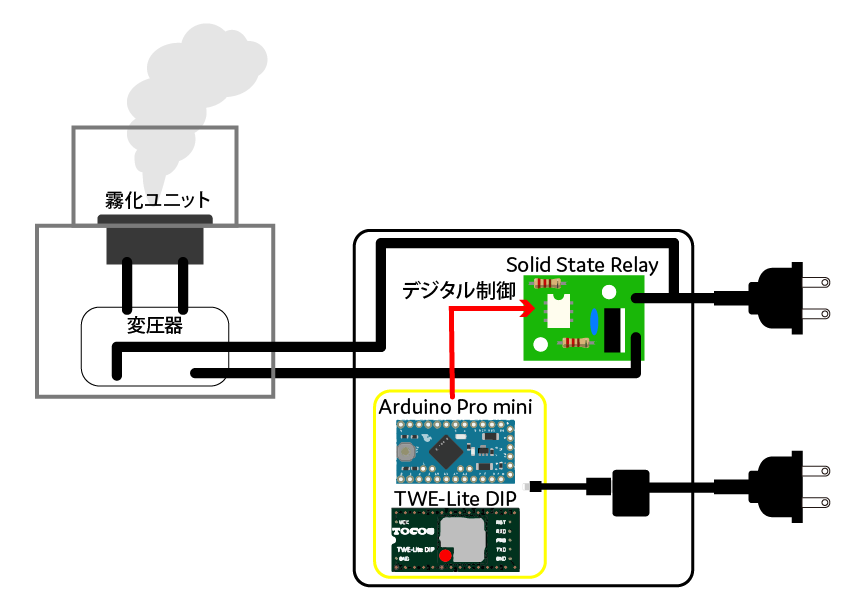 霧化ユニット
Solid State Relay
デジタル制御
変圧器
Arduino Pro mini
TWE-Lite DIP
VCC
RST
TOCOS
RXD
PRG
TWE-Lite DIP
TXD
GND
GND